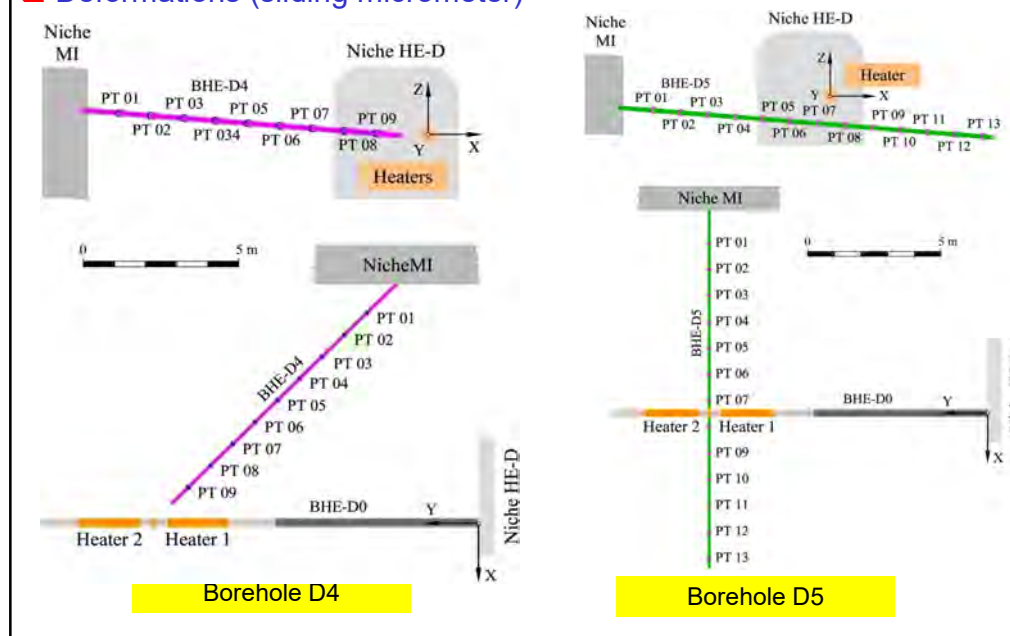 Deformations (sliding micrometer)
Niche
MI
Niche HE-D
BHE-D4
PT 01
PT 03
PT 05
PT 07
PT 09
PT 02
PT 034
PT 06
PT 08
Z
Y
X
Heaters
0
5 m
NicheMI
PT 01
PT 02
PT 03
PT 04
PT 05
PT 06
PT 07
PT 08
PT 09
BHE-D4
BHE-D0
Y
Heater 2
Heater 1
Niche HE-D
X
Borehole D4
Niche
MI
Niche HE-D
Z
Heater
Y
X
BHE-D5
PT 01
PT 03
PT 05
PT 07
PT 09
PT 11
PT 13
PT 02
PT 04
PT 06
PT 08
PT 10
PT 12
Niche MI
0
5 m
PT 01
PT 02
PT 03
PT 04
PT 05
PT 06
PT 07
BHE-D5
BHE-D0
Y
Heater 2
Heater 1
PT 09
PT 10
PT 11
PT 12
PT 13
X
Borehole D5